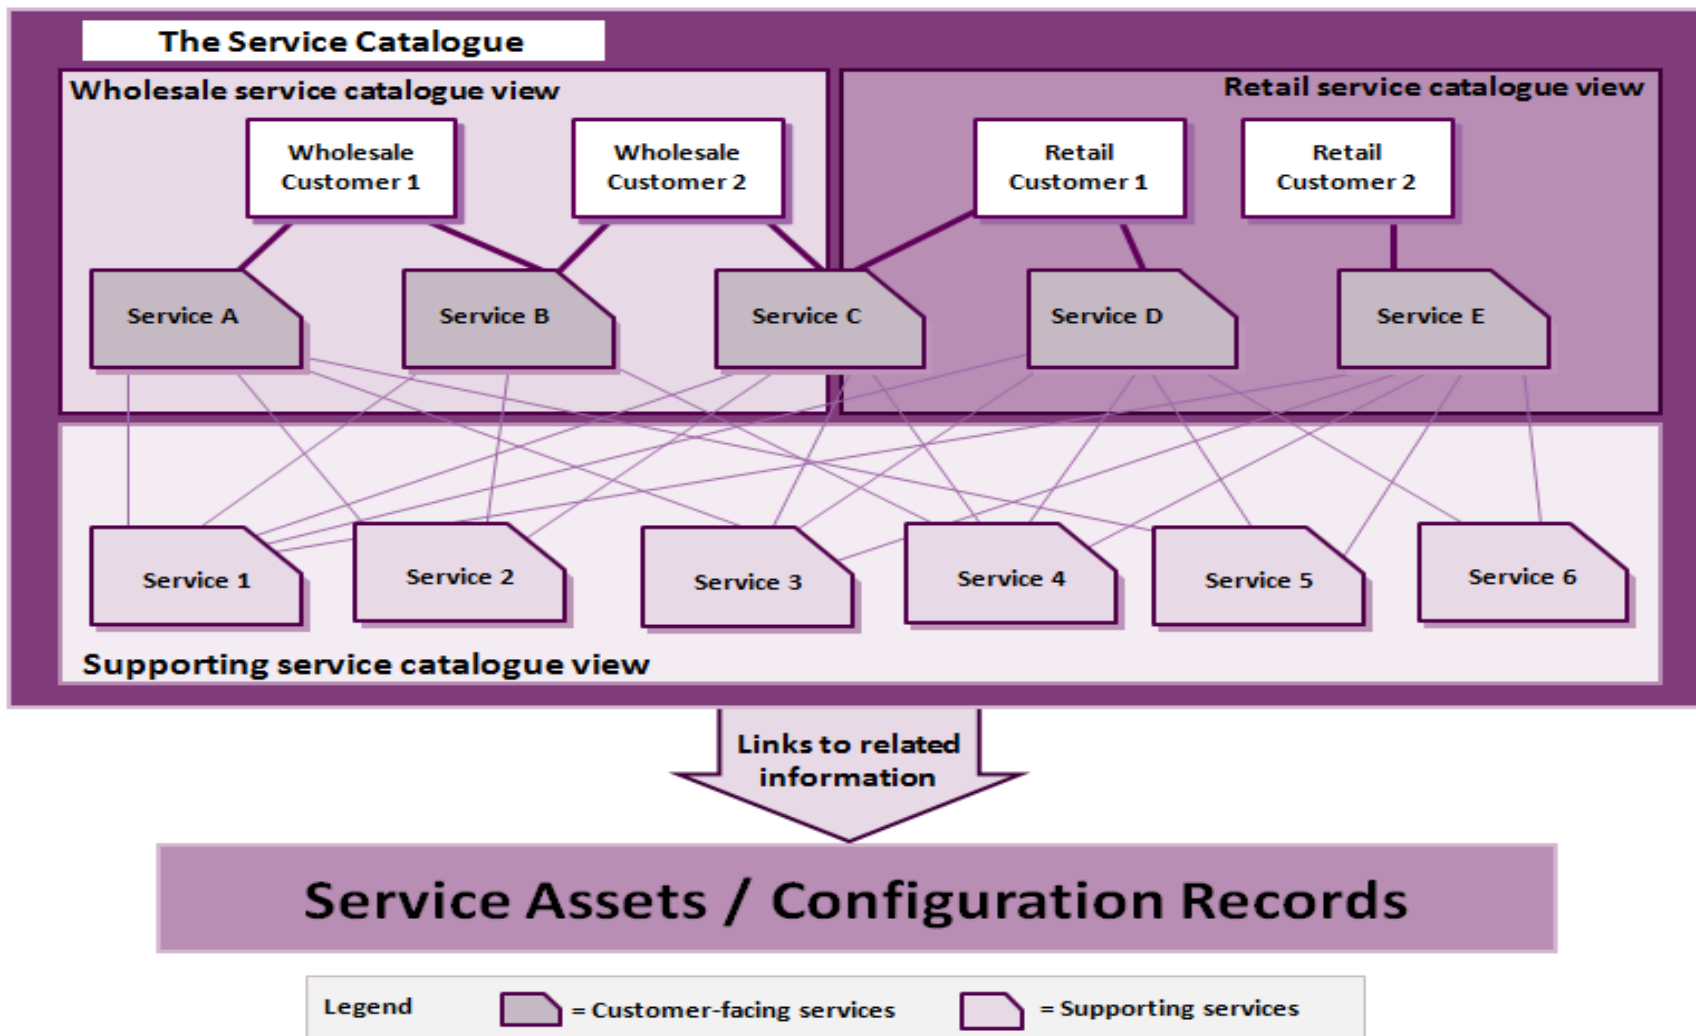 The Service Catalogue
Wholesale service catalogue view
Retail service catalogue view
Wholesale
Customer 1
Wholesale
Customer 2
Retail
Customer 1
Retail
Customer 2
Service A
Service B
Service C
Service D
Service E
Service 1
Service 2
Service 3
Service 4
Service 5
Service 6
Supporting service catalogue view
Links to related
information
Service Assets / Configuration Records
Legend
= Customer-facing services
= Supporting services